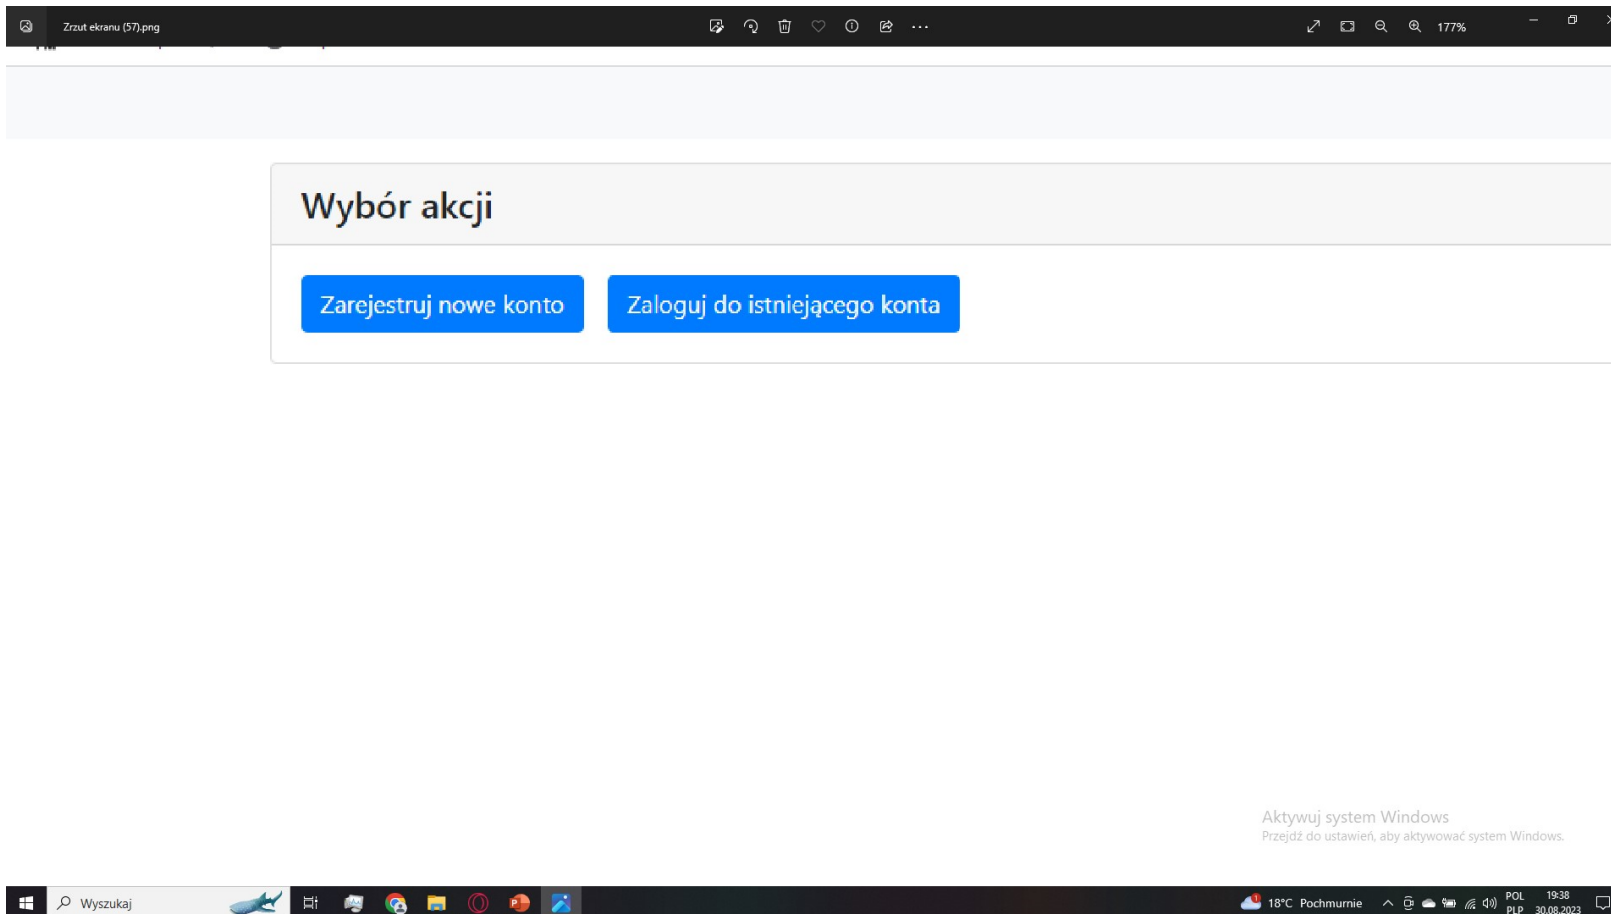 Zrzut ekranu (57).png
177%
Wybór akcji
Zarejestruj nowe konto
Zaloguj do istniejącego konta
Aktywuj system Windows
Przejdź do ustawień, aby aktywować system Windows.
Wyszukaj
18°C Pochmurnie
POL
PLP
19:38
30.08.2023